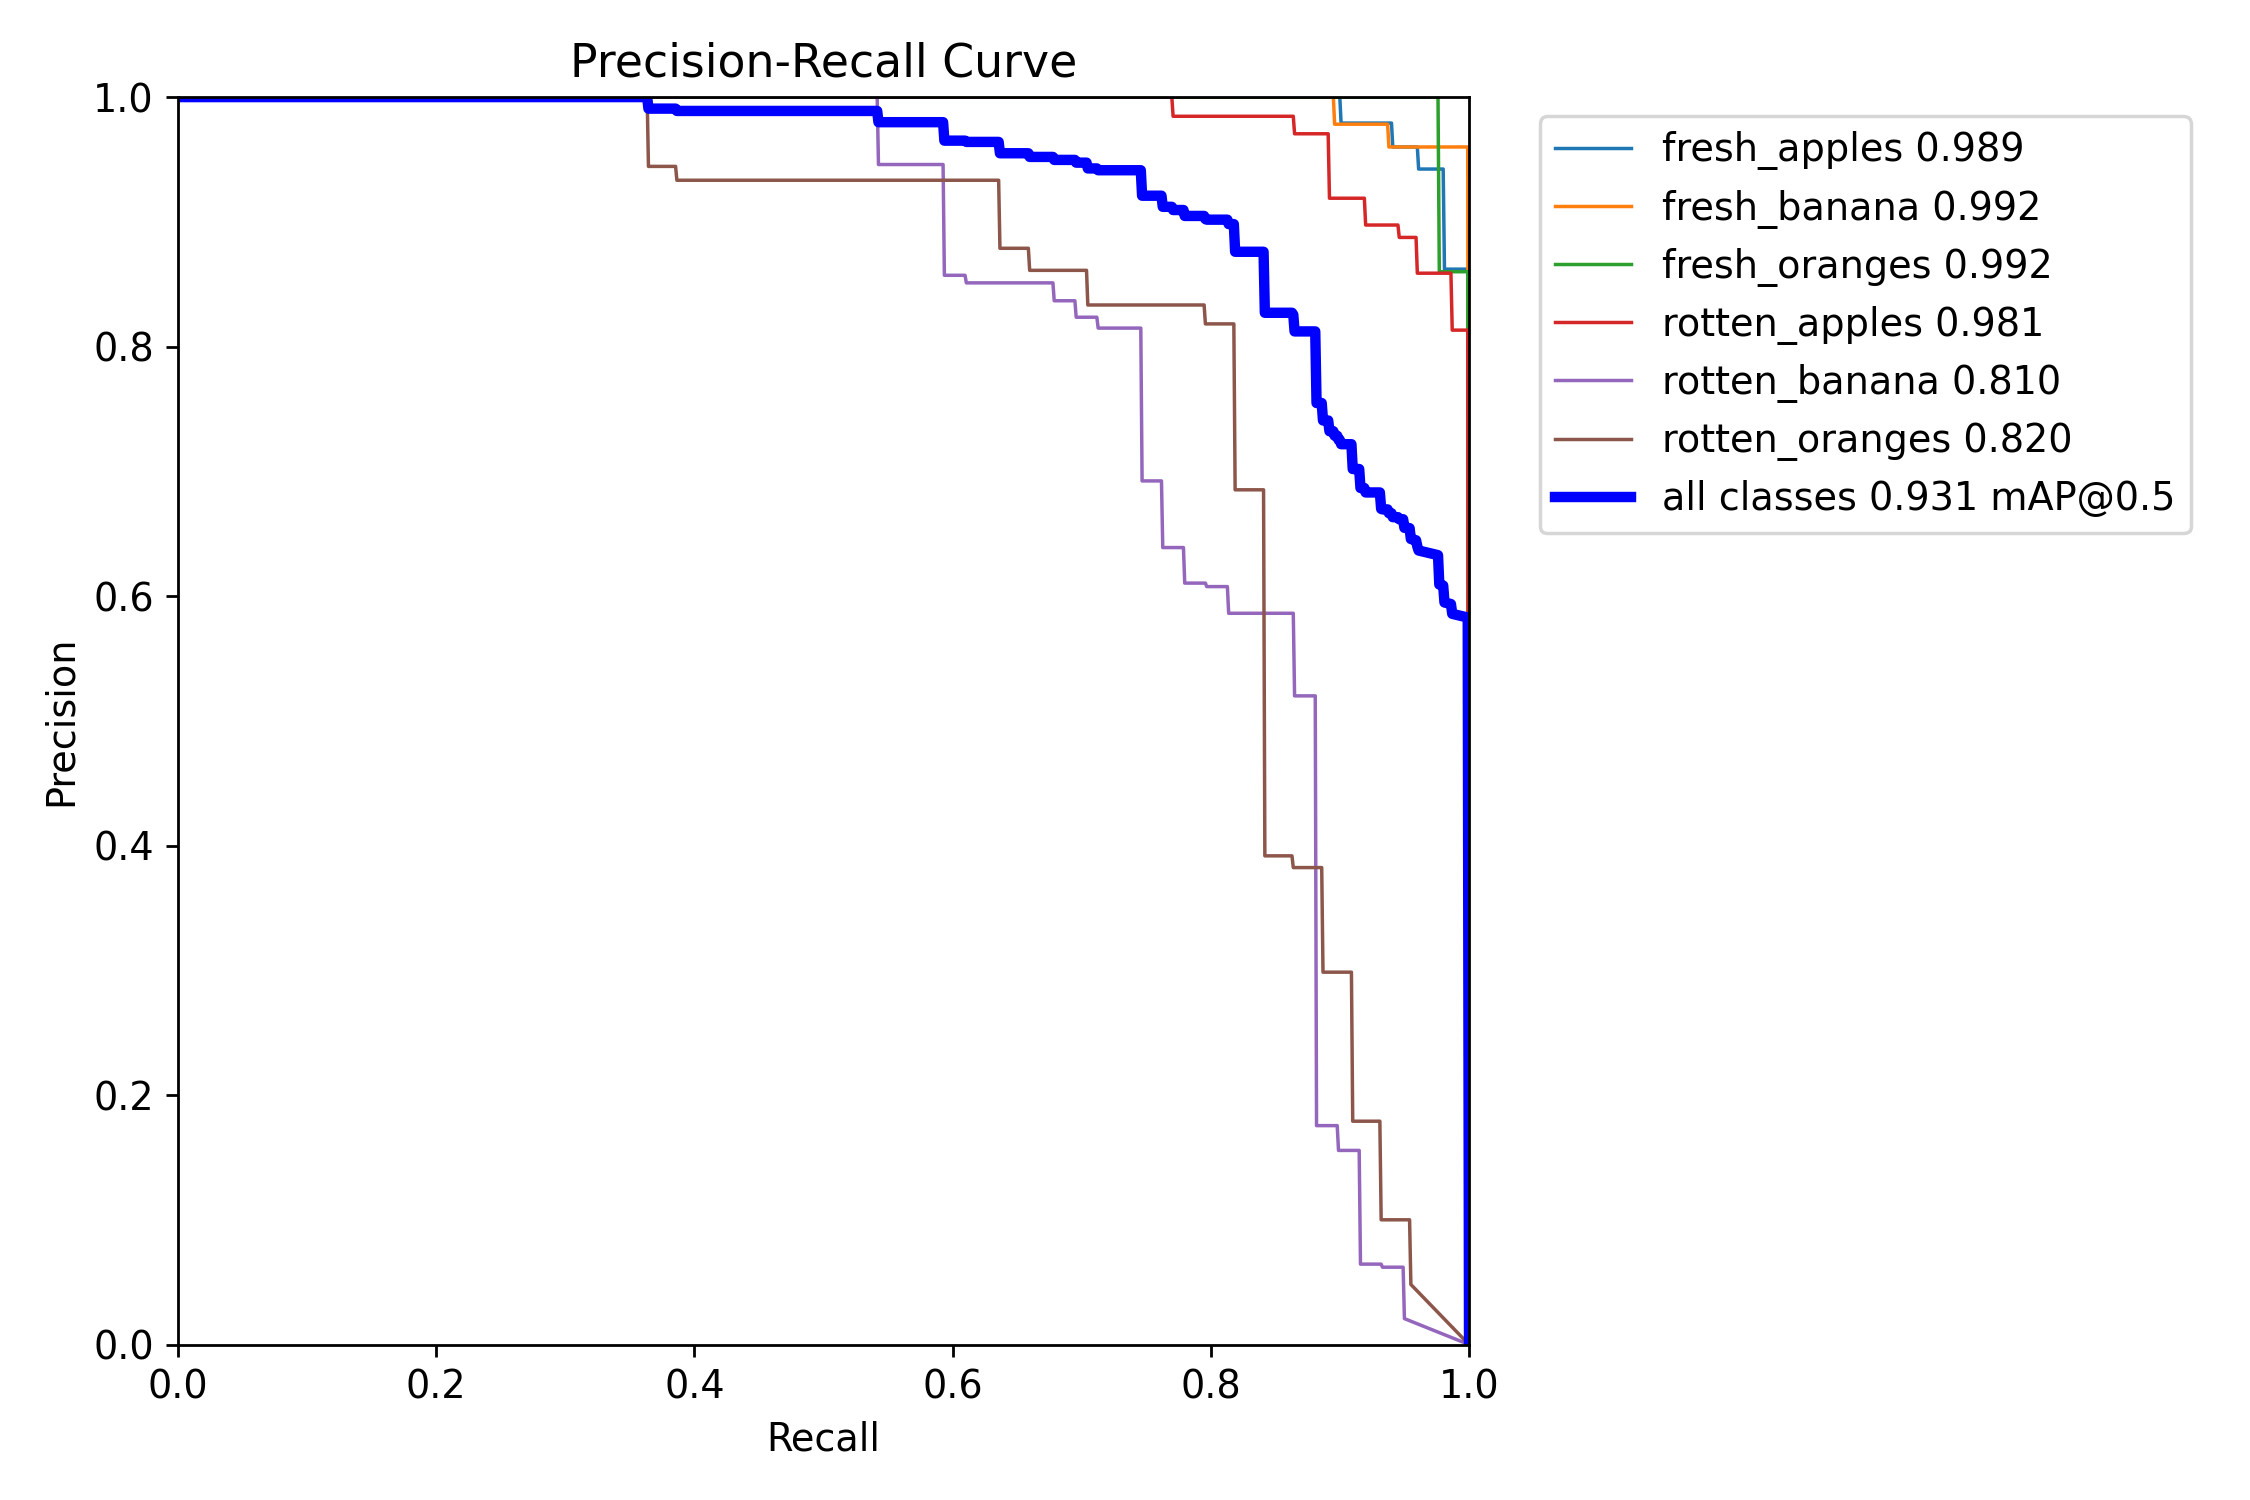 Precision-Recall Curve
1.0
0.8
0.6
0.4
0.2
0.0
Precision
0.0 0.2 0.4 0.6 0.8 1.0
Recall
fresh_apples 0.989
fresh_banana 0.992
fresh_oranges 0.992
rotten_apples 0.981
rotten_banana 0.810
rotten_oranges 0.820
all classes 0.931 mAP@0.5